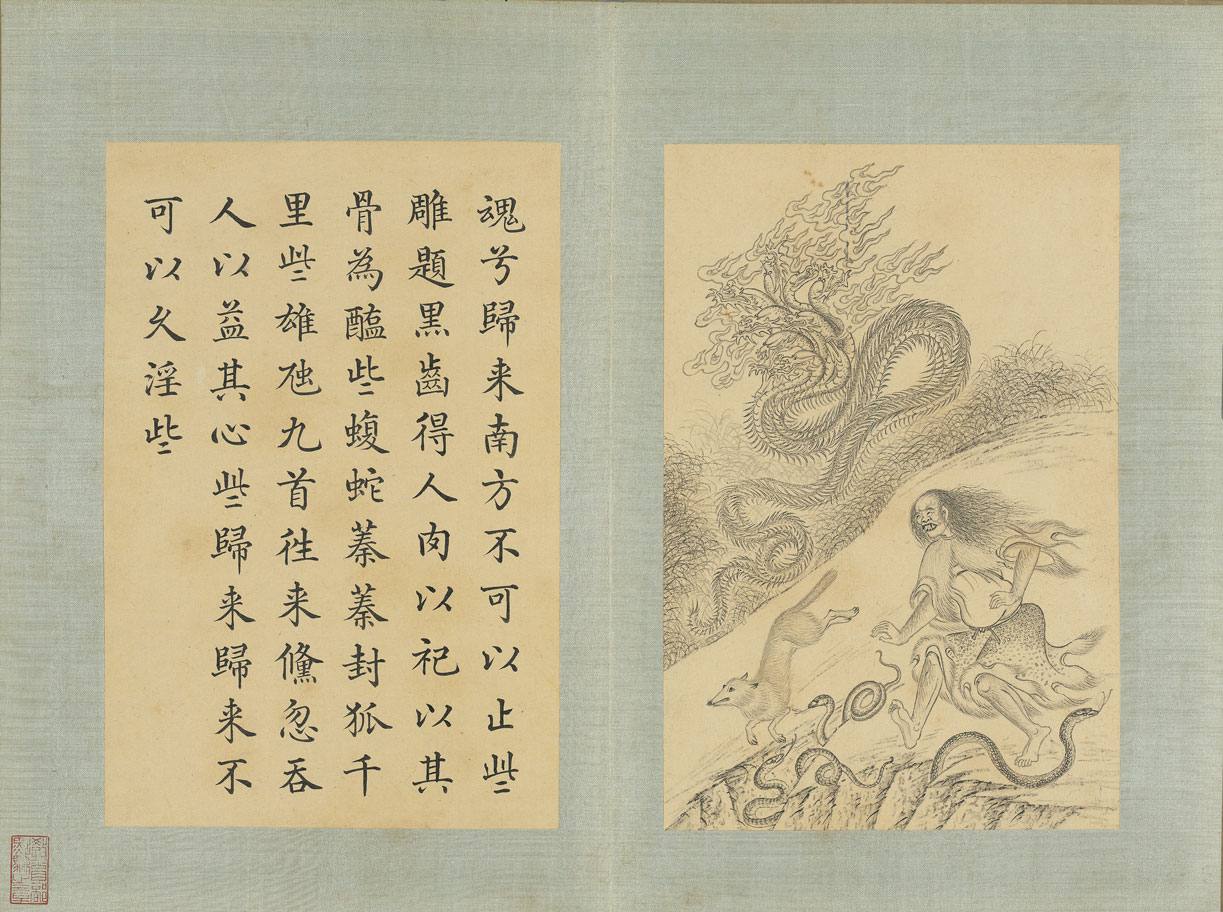 魂兮歸来南方不可以止些
雕題黒齒得人肉以祀以其
骨為醢些蝮蛇蓁蓁封狐千
里些雄虺九首徃来儵忽吞
人以益其心些歸来歸来不
可以久淫些